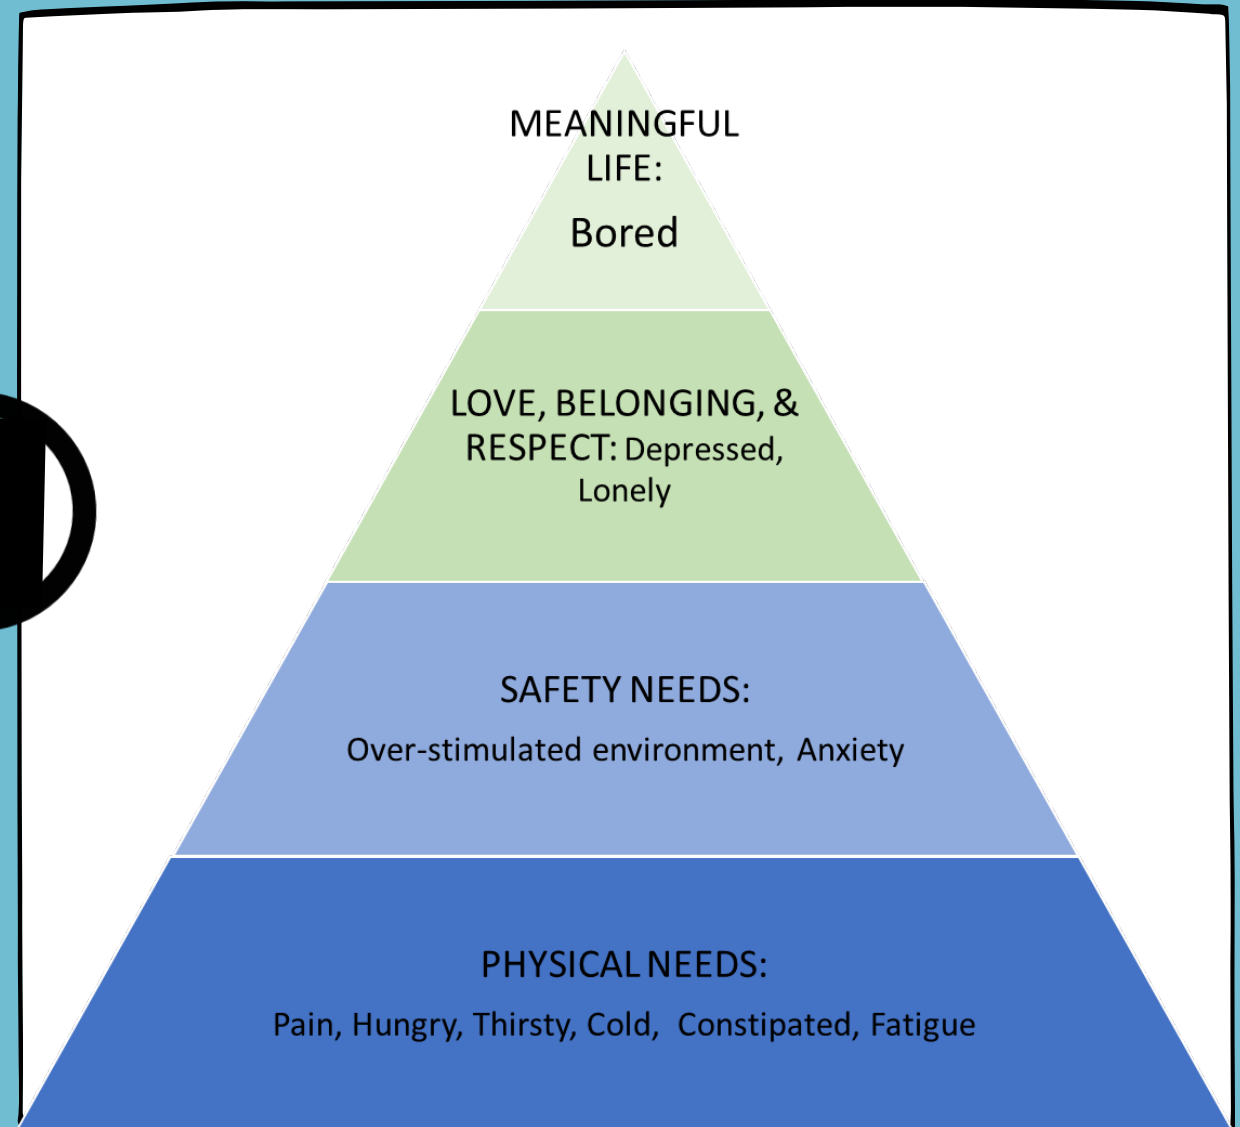 MEANINGFUL
LIFE:
Bored
LOVE, BELONGING, &
RESPECT: Depressed,
Lonely
SAFETY NEEDS:
Over-stimulated environment, Anxiety
PHYSICAL NEEDS:
Pain, Hungry, Thirsty, Cold, Constipated, Fatigue